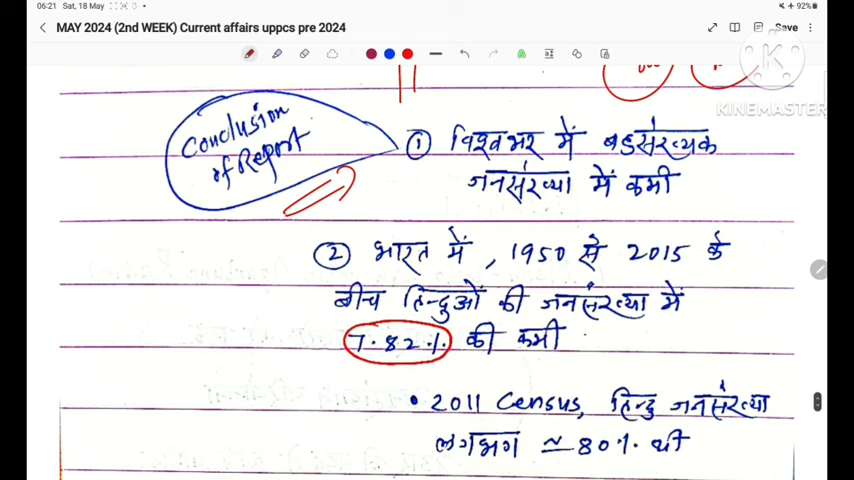 06:21 Sat, 18 May
92%
MAY 2024 (2nd WEEK) Current affairs uppcs pre 2024
Save
KINEMASTER
Conclusion
of Report
① विश्वभर में बहुसंख्यक
जनसंख्या में कमी
② भारत में, 1950 से 2015 के
बीच हिन्दुओं की जनसंख्या में
7.82% की कमी
• 2011 Census, हिन्दु जनसंख्या
लगभग ≃ 80% थी